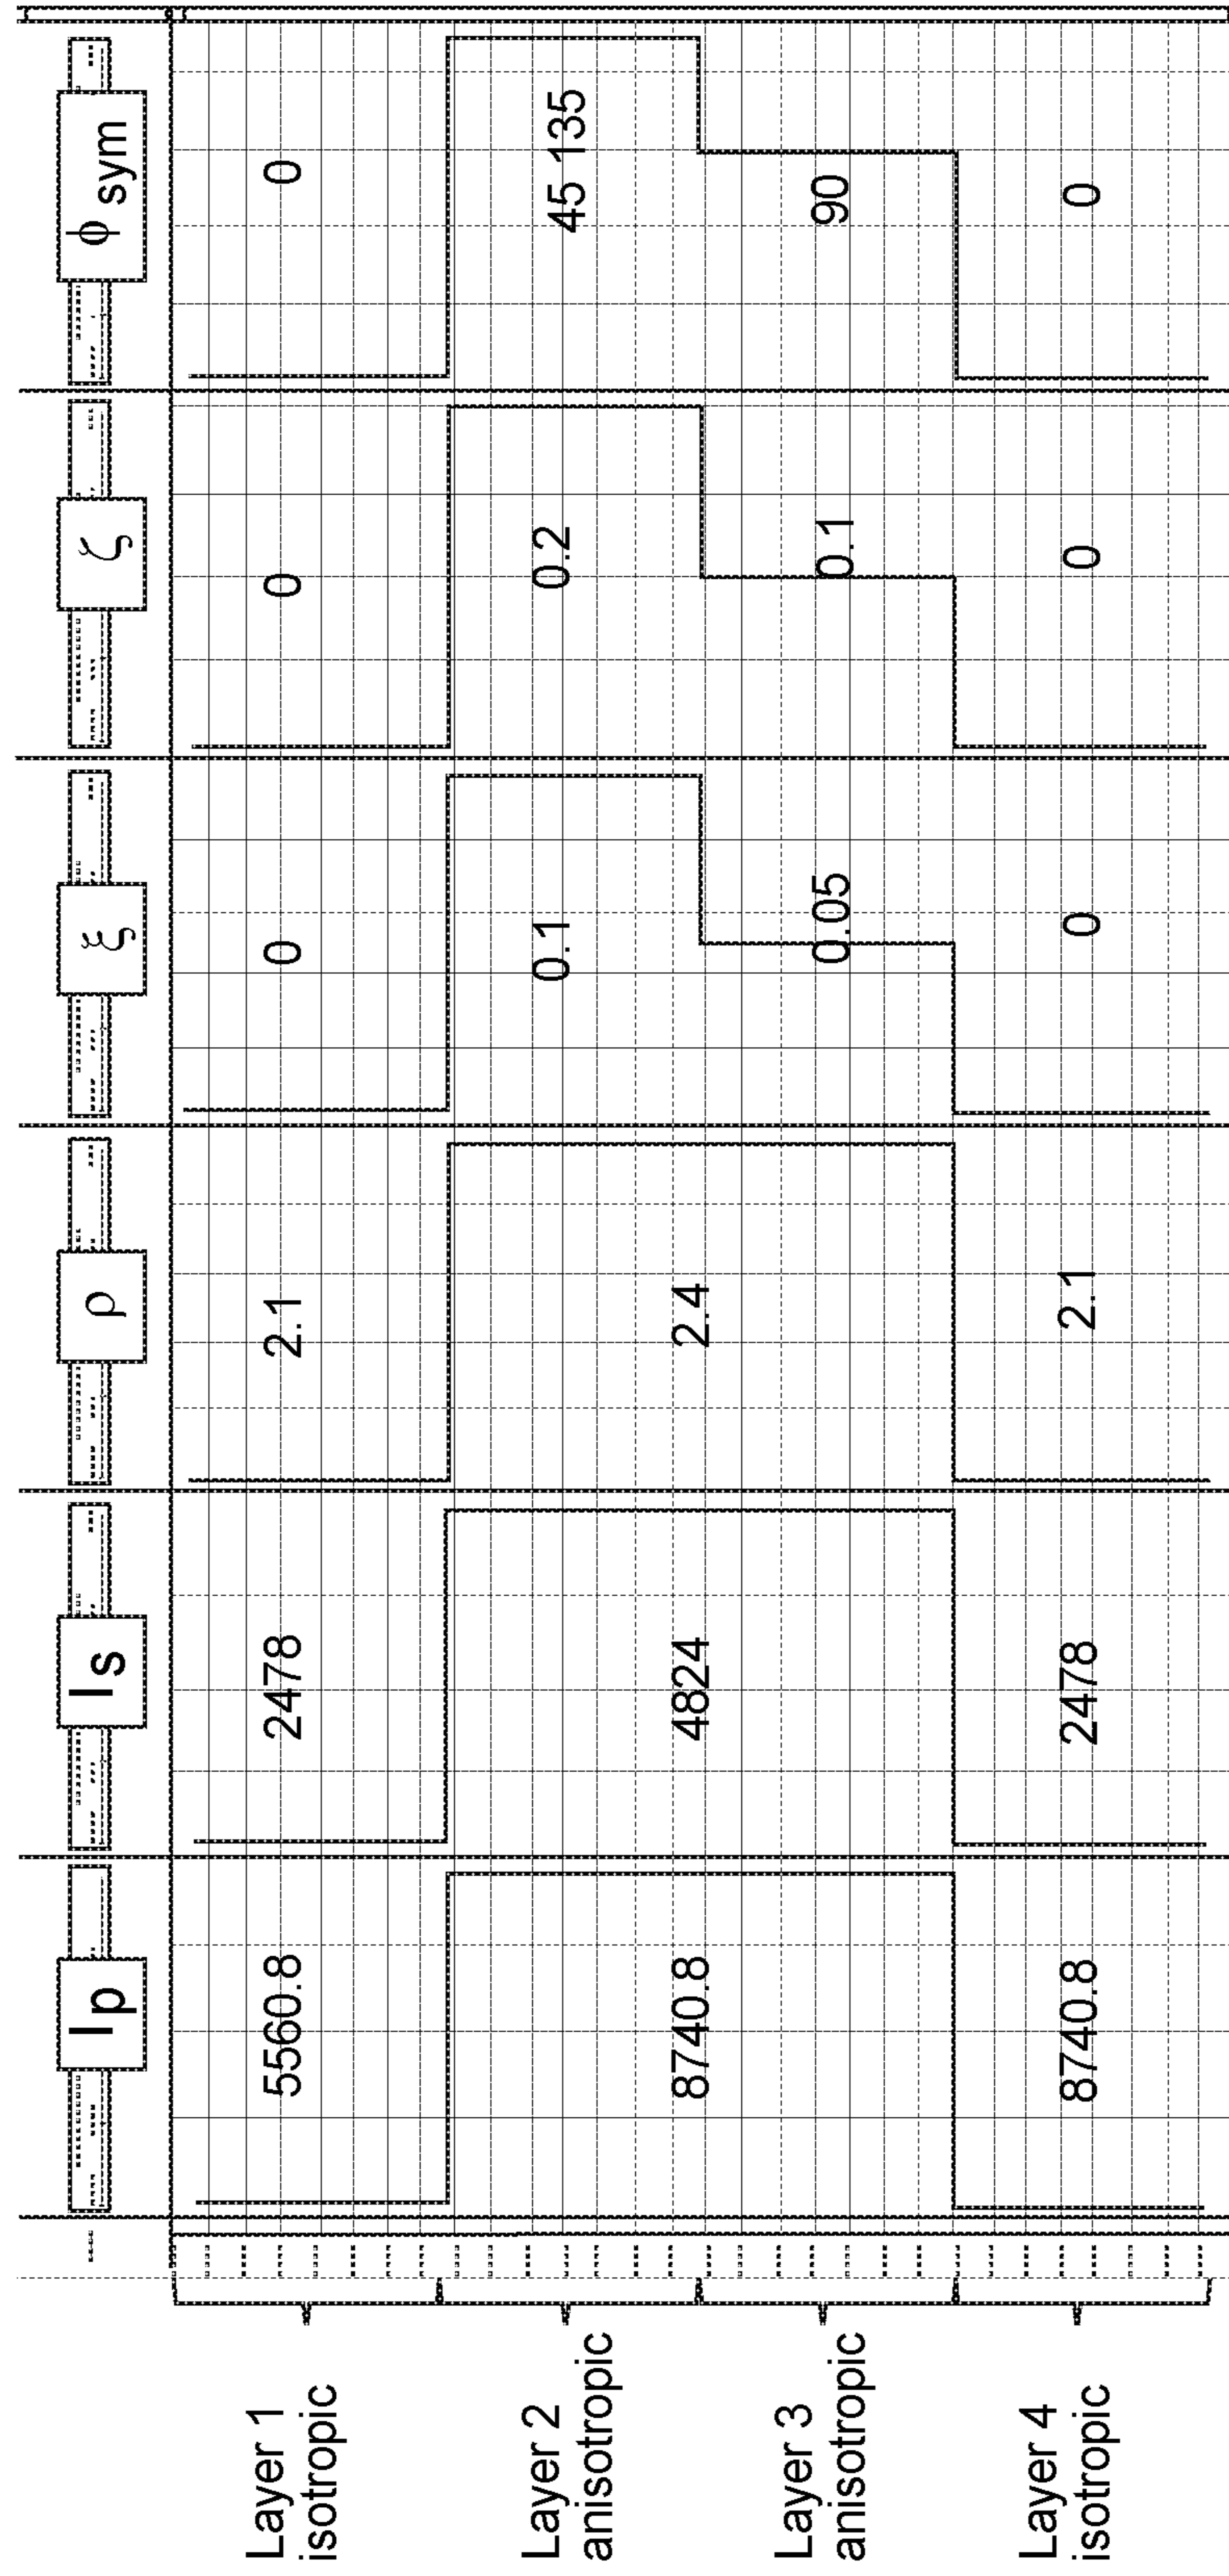 Ip
Is
ρ
ξ
ζ
ϕ sym
Layer 1
isotropic
5560.8
2478
2.1
0
0
0
Layer 2
anisotropic
0.1
0.2
45 135
8740.8
4824
2.4
Layer 3
anisotropic
0.05
0.1
90
Layer 4
isotropic
8740.8
2478
2.1
0
0
0